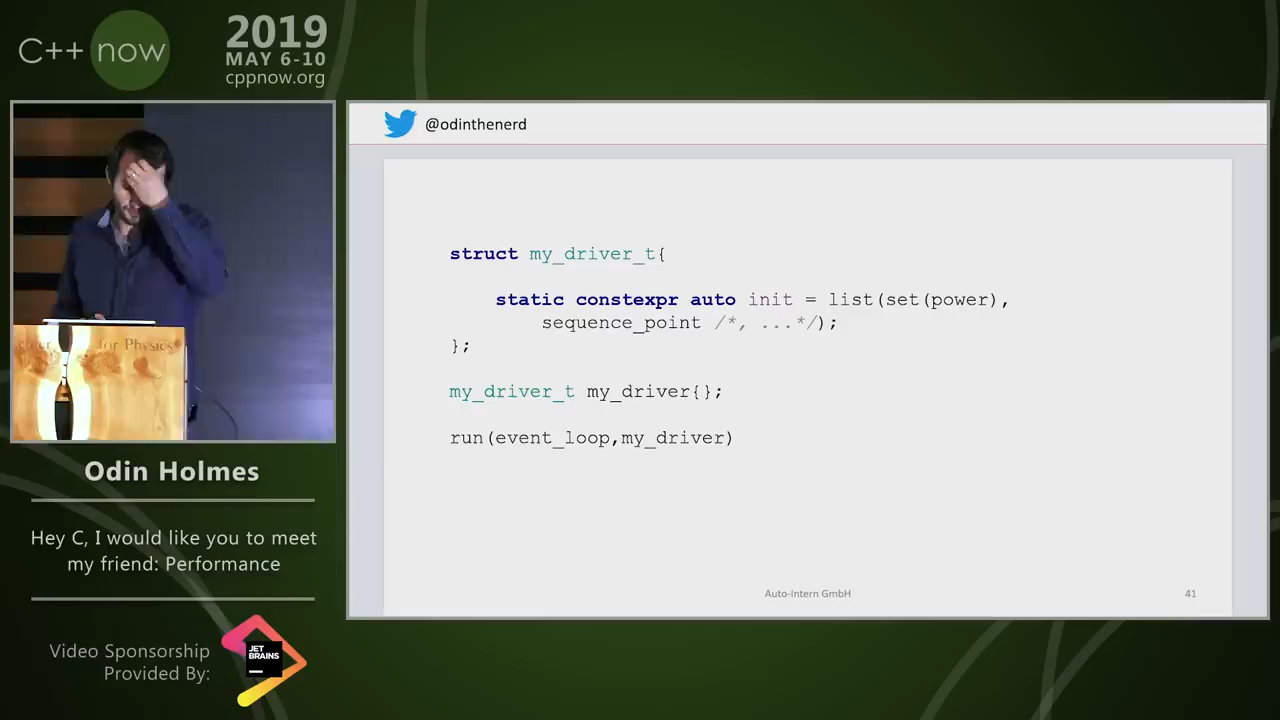 C++ now
2019
MAY 6-10
cppnow.org
@odinthenerd
struct my_driver_t{
static constexpr auto init = list(set(power),
sequence_point /*, ...*/);
};
my_driver_t my_driver{};
run(event_loop,my_driver)
Auto-Intern GmbH
41
for Physics
Odin Holmes
Hey C, I would like you to meet
my friend: Performance
Video Sponsorship
Provided By:
JET
BRAINS